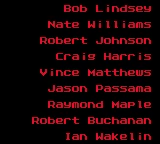 Bob Lindsey
Nate Williams
Robert Johnson
Craig Harris
Vince Matthews
Jason Passama
Raymond Maple
Robert Buchanan
Ian Wakelin